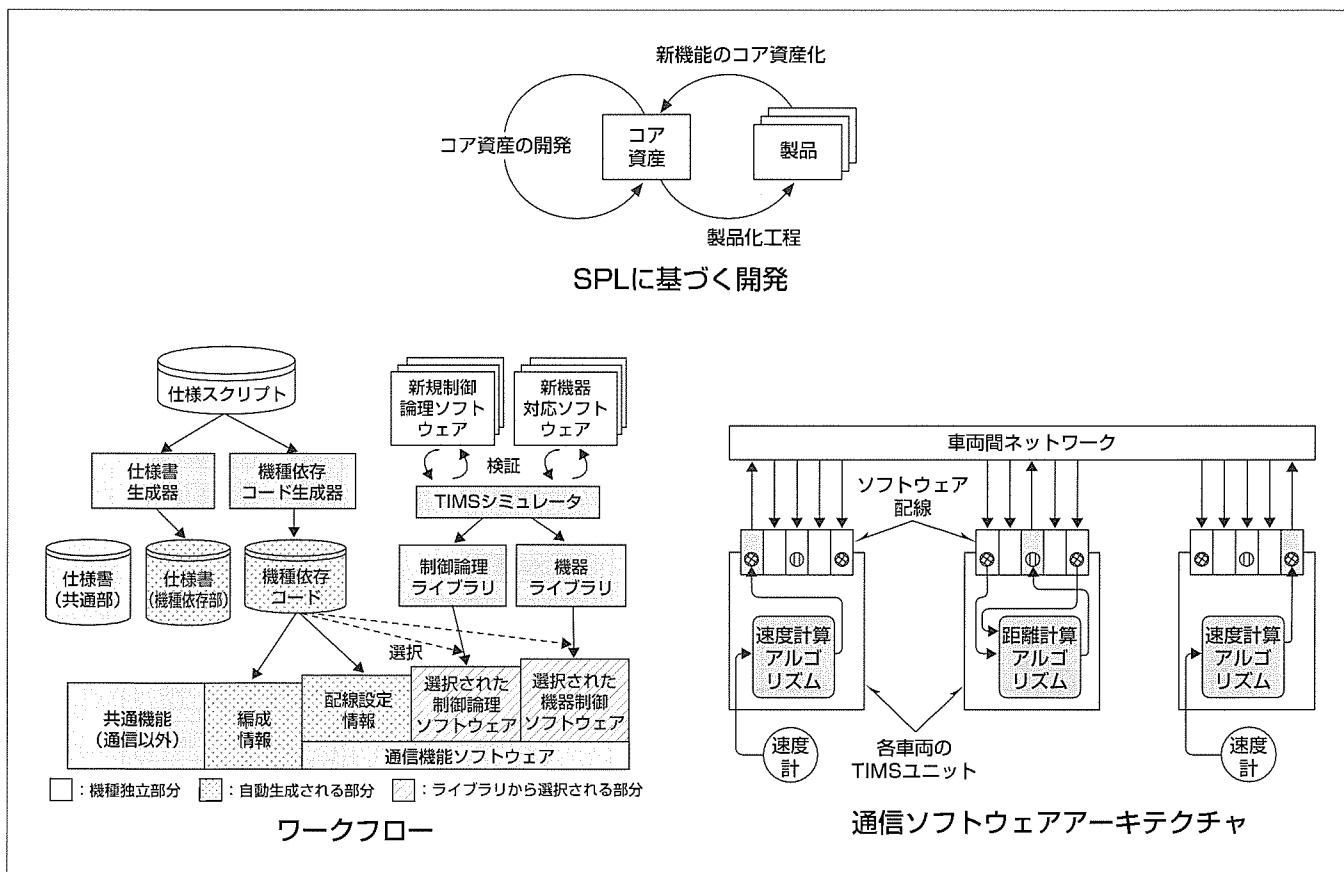 新機能のコア資産化
コア資産の開発
コア
資産
製品
製品化工程
SPLに基づく開発
仕様スクリプト
仕様書
生成器
機種依存
コード生成器
仕様書
(共通部)
仕様書
(機種依存部)
機種依存
コード
新規制御
論理ソフト
ウェア
新機器
対応ソフト
ウェア
検証
TIMSシミュレータ
制御論理
ライブラリ
機器
ライブラリ
選択
共通機能
(通信以外)
編成
情報
配線設定
情報
選択された
制御論理
ソフトウェア
選択された
機器制御
ソフトウェア
通信機能ソフトウェア
：機種独立部分
：自動生成される部分
：ライブラリから選択される部分
ワークフロー
車両間ネットワーク
ソフトウェア
配線
速度計算
アルゴ
リズム
距離計算
アルゴ
リズム
速度計算
アルゴ
リズム
速度
計
各車両の
TIMSユニット
速度
計
通信ソフトウェアアーキテクチャ